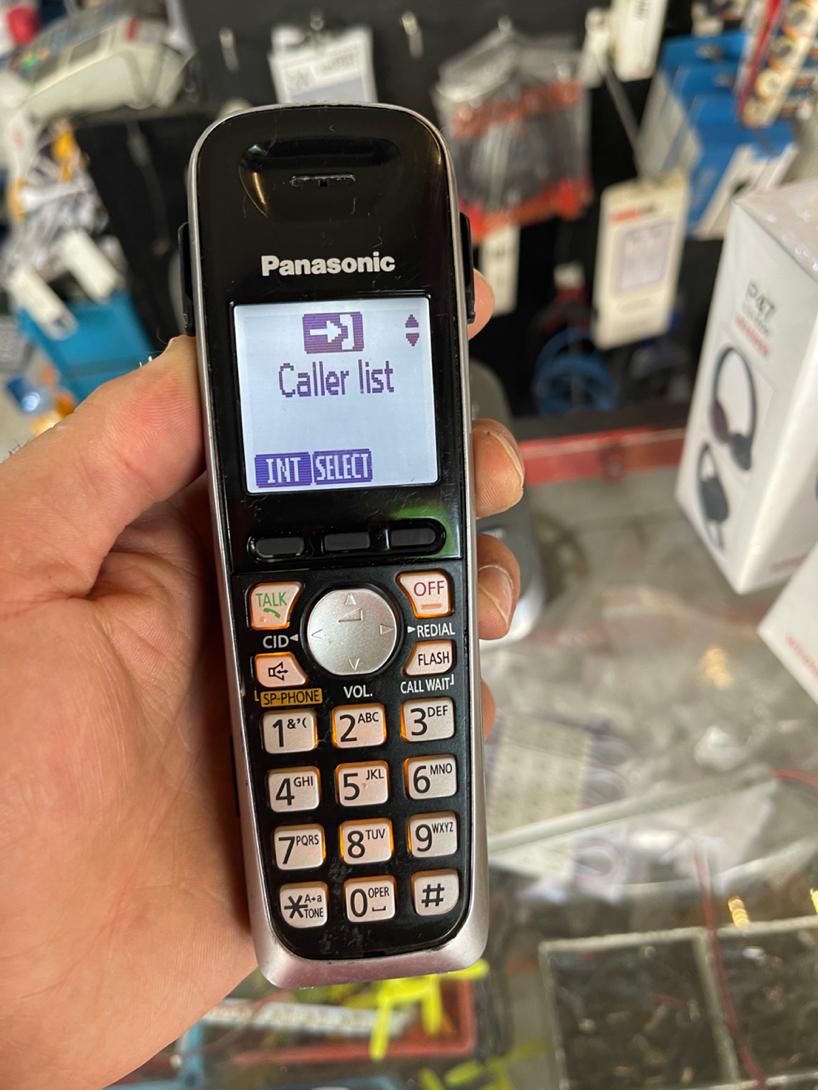 Panasonic
Caller list
INT SELECT
TALK OFF
CID REDIAL
FLASH
SP-PHONE VOL. CALL WAIT
1&'( 2ABC 3DEF
4GHI 5JKL 6MNO
7PQRS 8TUV 9WXYZ
*A→a TONE 0OPER #
P47